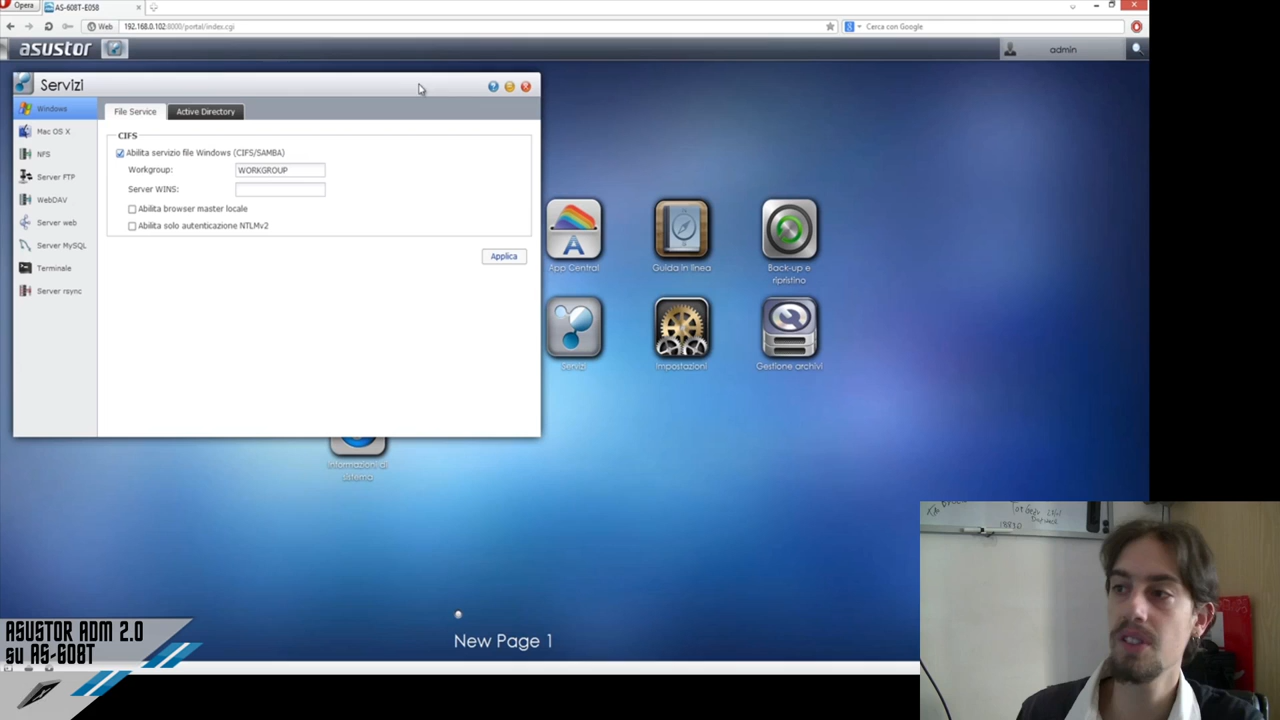 Opera
AS-608T-E058
Web
192.168.0.102:8000/portal/index.cgi
Cerca con Google
asustor
admin
Servizi
Windows
Mac OS X
NFS
Server FTP
WebDAV
Server web
Server MySQL
Terminale
Server rsync
File Service
Active Directory
CIFS
Abilita servizio file Windows (CIFS/SAMBA)
Workgroup:
WORKGROUP
Server WINS:
Abilita browser master locale
Abilita solo autenticazione NTLMv2
Applica
App Central
Guida in linea
Back-up e
ripristino
Servizi
Impostazioni
Gestione archivi
Informazioni di
sistema
New Page 1
ASUSTOR ADM 2.0
su AS-608T